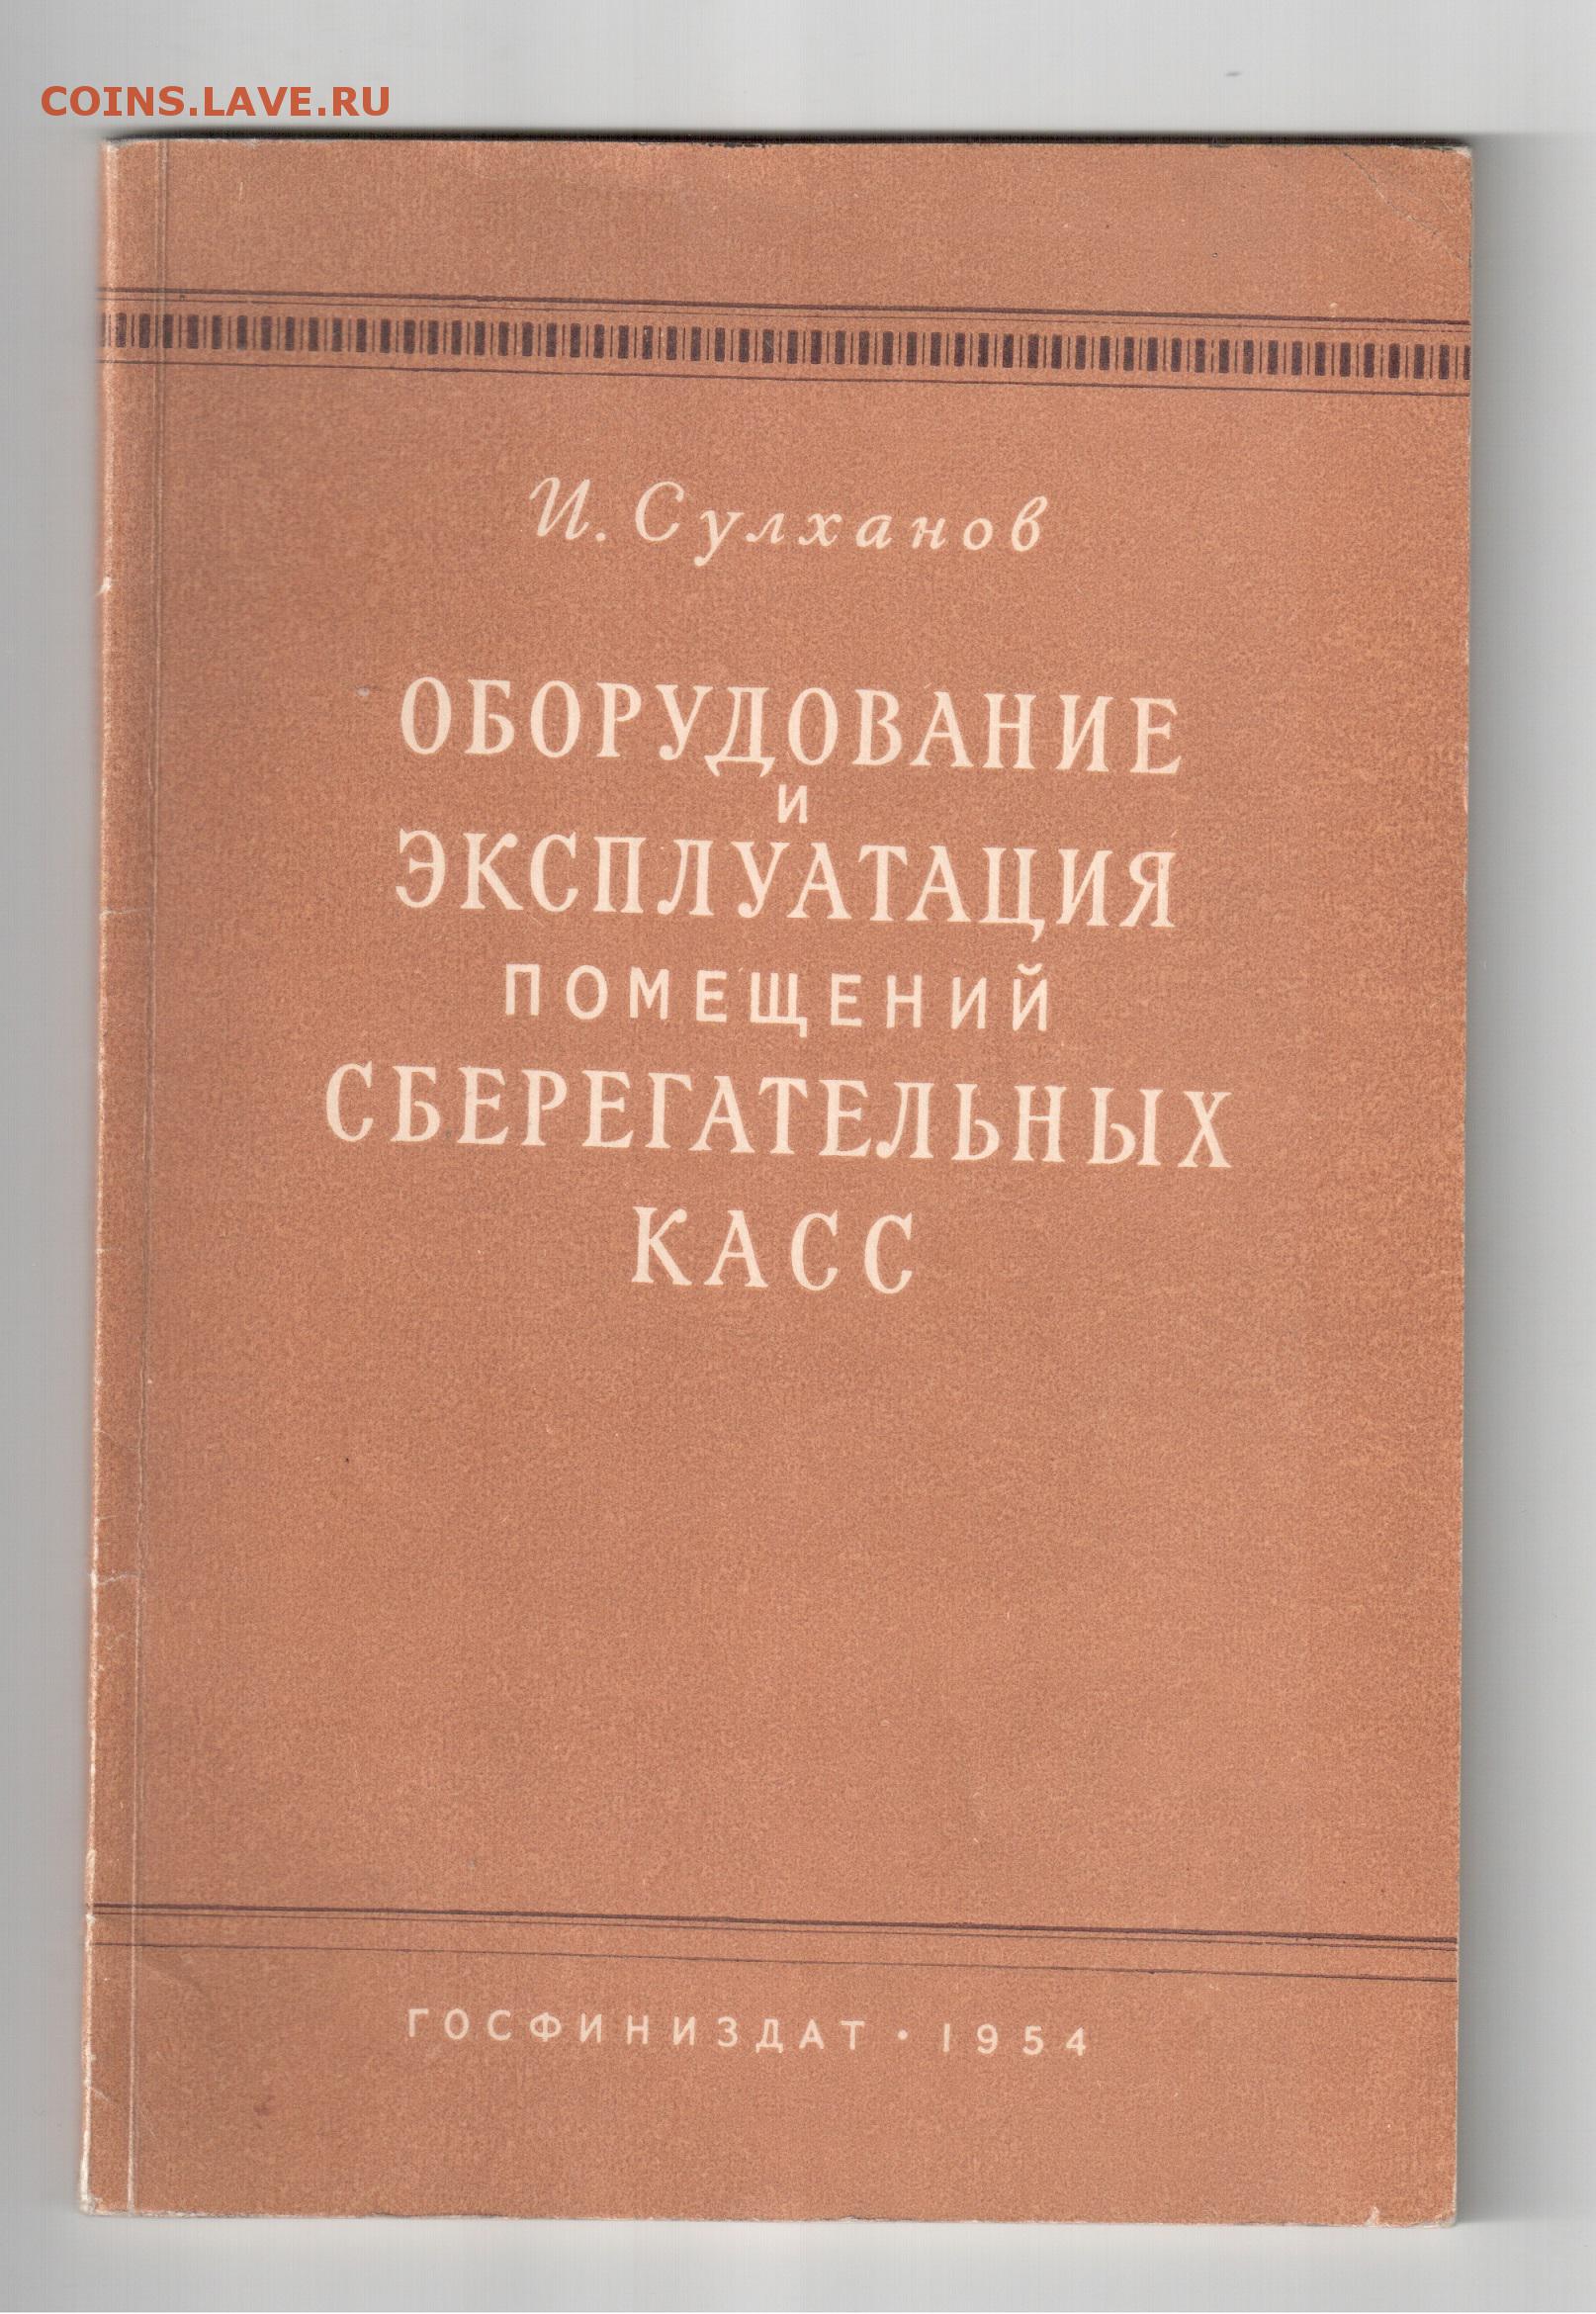 COINS.LAVE.RU
И. Сулханов
ОБОРУДОВАНИЕ
И
ЭКСПЛУАТАЦИЯ
ПОМЕЩЕНИЙ
СБЕРЕГАТЕЛЬНЫХ
КАСС
ГОСФИНИЗДАТ · 1954